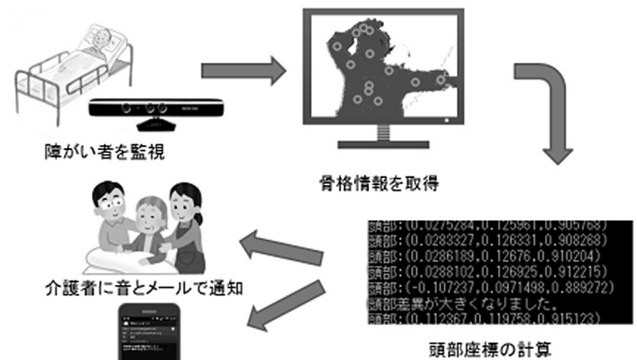 障がい者を監視
骨格情報を取得
頭部:(0.0275284,0.125961,0.905768)
頭部:(0.0283327,0.126331,0.908268)
頭部:(0.0286189,0.12676,0.910204)
頭部:(0.0288102,0.126925,0.912215)
頭部:(-0.107237,0.0971498,0.889272)
頭部差異が大きくなりました。
頭部:(0.112367,0.119758,0.915123)
頭部座標の計算
介護者に音とメールで通知